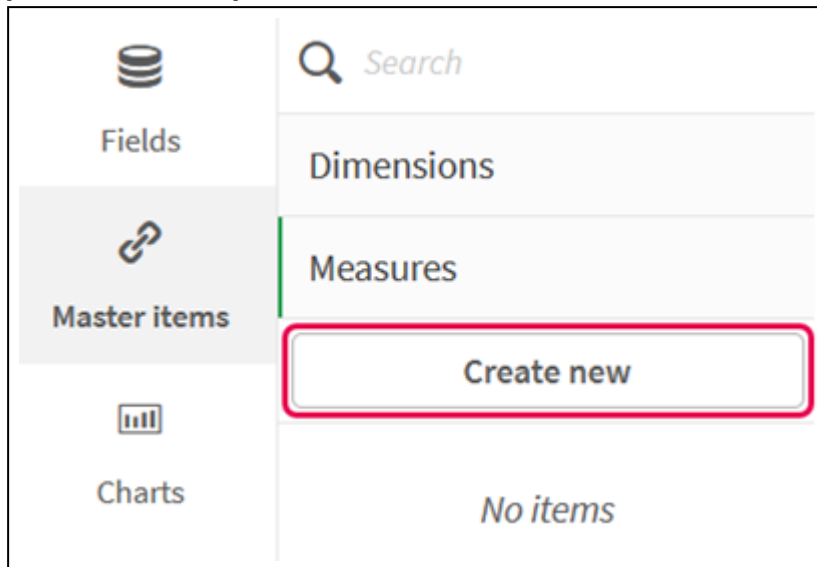 Fields
Master items
Charts
Search
Dimensions
Measures
Create new
No items